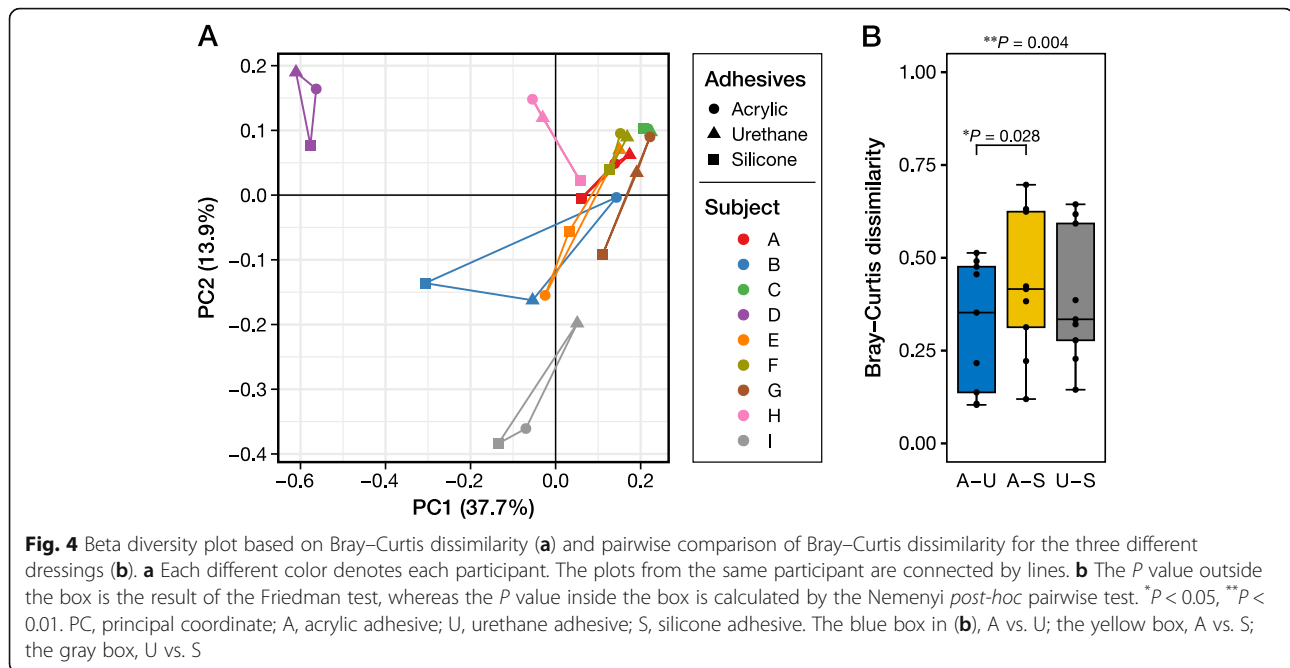 A
PC2 (13.9%)
0.2
0.1
0.0
−0.1
−0.2
−0.3
−0.4
−0.6
−0.4
−0.2
0.0
0.2
PC1 (37.7%)
Adhesives
Acrylic
Urethane
Silicone
Subject
A
B
C
D
E
F
G
H
I
B
**P = 0.004
*P = 0.028
Bray–Curtis dissimilarity
1.00
0.75
0.50
0.25
0.00
A–U
A–S
U–S
Fig. 4 Beta diversity plot based on Bray–Curtis dissimilarity (a) and pairwise comparison of Bray–Curtis dissimilarity for the three different
dressings (b). a Each different color denotes each participant. The plots from the same participant are connected by lines. b The P value outside
the box is the result of the Friedman test, whereas the P value inside the box is calculated by the Nemenyi post-hoc pairwise test. *P < 0.05, **P <
0.01. PC, principal coordinate; A, acrylic adhesive; U, urethane adhesive; S, silicone adhesive. The blue box in (b), A vs. U; the yellow box, A vs. S;
the gray box, U vs. S